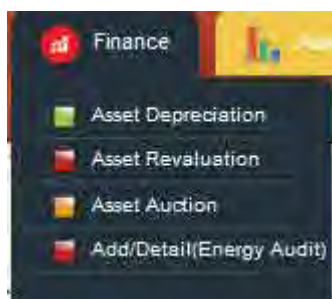 Finance
Asset Depreciation
Asset Revaluation
Asset Auction
Add/Detail(Energy Audit)